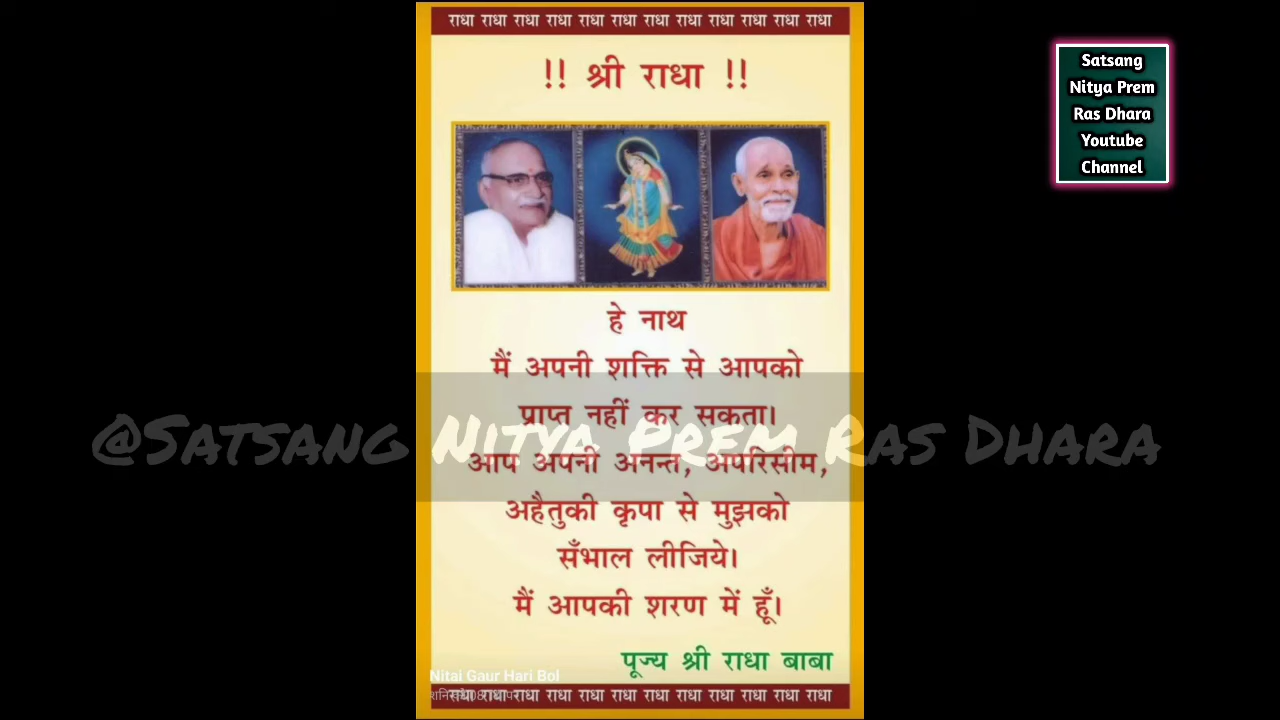 राधा राधा राधा राधा राधा राधा राधा राधा राधा राधा राधा राधा
!! श्री राधा !!
Satsang
Nitya Prem
Ras Dhara
Youtube
Channel
हे नाथ
मैं अपनी शक्ति से आपको
प्राप्त नहीं कर सकता।
@Satsang Nitya Prem Ras Dhara
आप अपनी अनन्त, अपरिसीम,
अहैतुकी कृपा से मुझको
सँभाल लीजिये।
मैं आपकी शरण में हूँ।
पूज्य श्री राधा बाबा
Nitai Gaur Hari Bol
राधा राधा राधा राधा राधा राधा राधा राधा राधा राधा राधा राधा